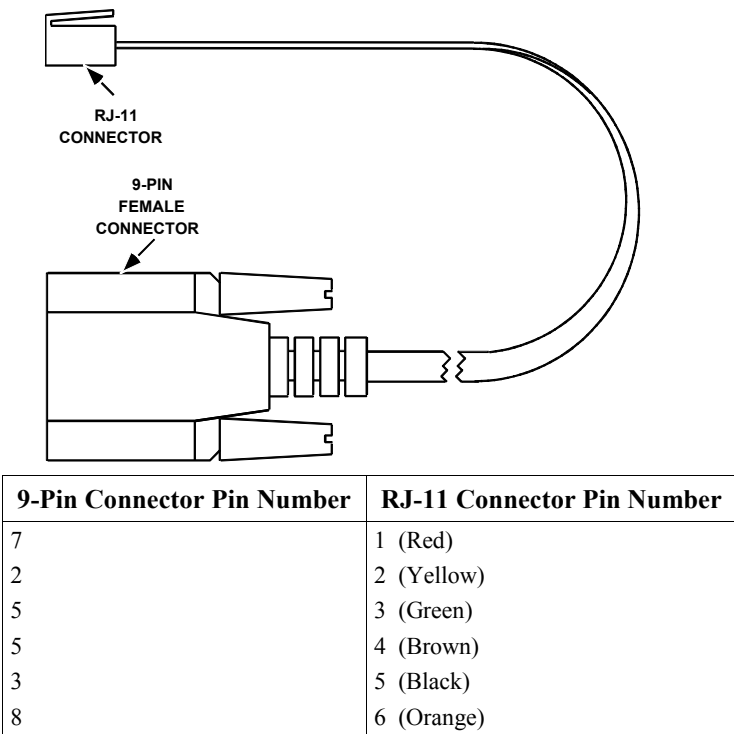 RJ-11
CONNECTOR
9-PIN
FEMALE
CONNECTOR
9-Pin Connector Pin Number RJ-11 Connector Pin Number
7 1 (Red)
2 2 (Yellow)
5 3 (Green)
5 4 (Brown)
3 5 (Black)
8 6 (Orange)